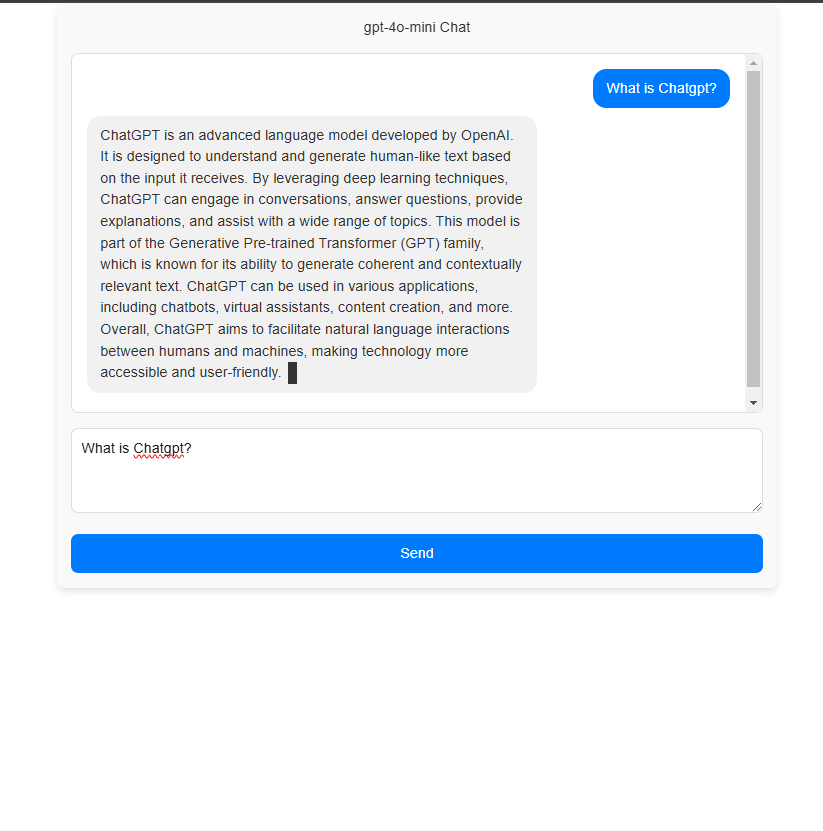 gpt-4o-mini Chat
What is Chatgpt?
ChatGPT is an advanced language model developed by OpenAI.
It is designed to understand and generate human-like text based
on the input it receives. By leveraging deep learning techniques,
ChatGPT can engage in conversations, answer questions, provide
explanations, and assist with a wide range of topics. This model is
part of the Generative Pre-trained Transformer (GPT) family,
which is known for its ability to generate coherent and contextually
relevant text. ChatGPT can be used in various applications,
including chatbots, virtual assistants, content creation, and more.
Overall, ChatGPT aims to facilitate natural language interactions
between humans and machines, making technology more
accessible and user-friendly.
What is Chatgpt?
Send